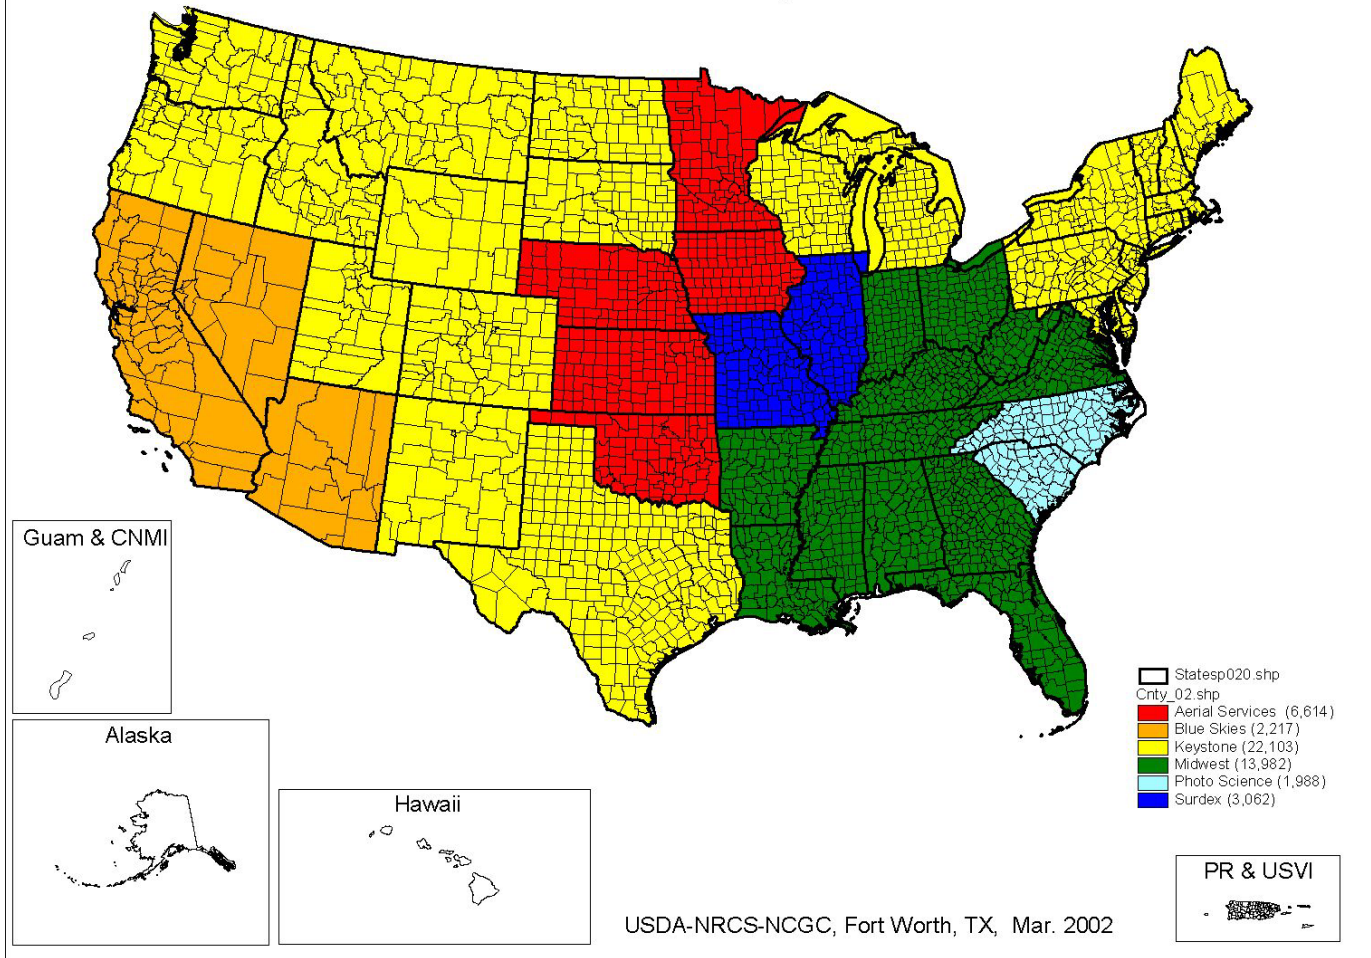 Guam & CNMI
Alaska
Hawaii
Statesp020.shp
Cnty_02.shp
Aerial Services (6,614)
Blue Skies (2,217)
Keystone (22,103)
Midwest (13,982)
Photo Science (1,988)
Surdex (3,062)
PR & USVI
USDA-NRCS-NCGC, Fort Worth, TX, Mar. 2002